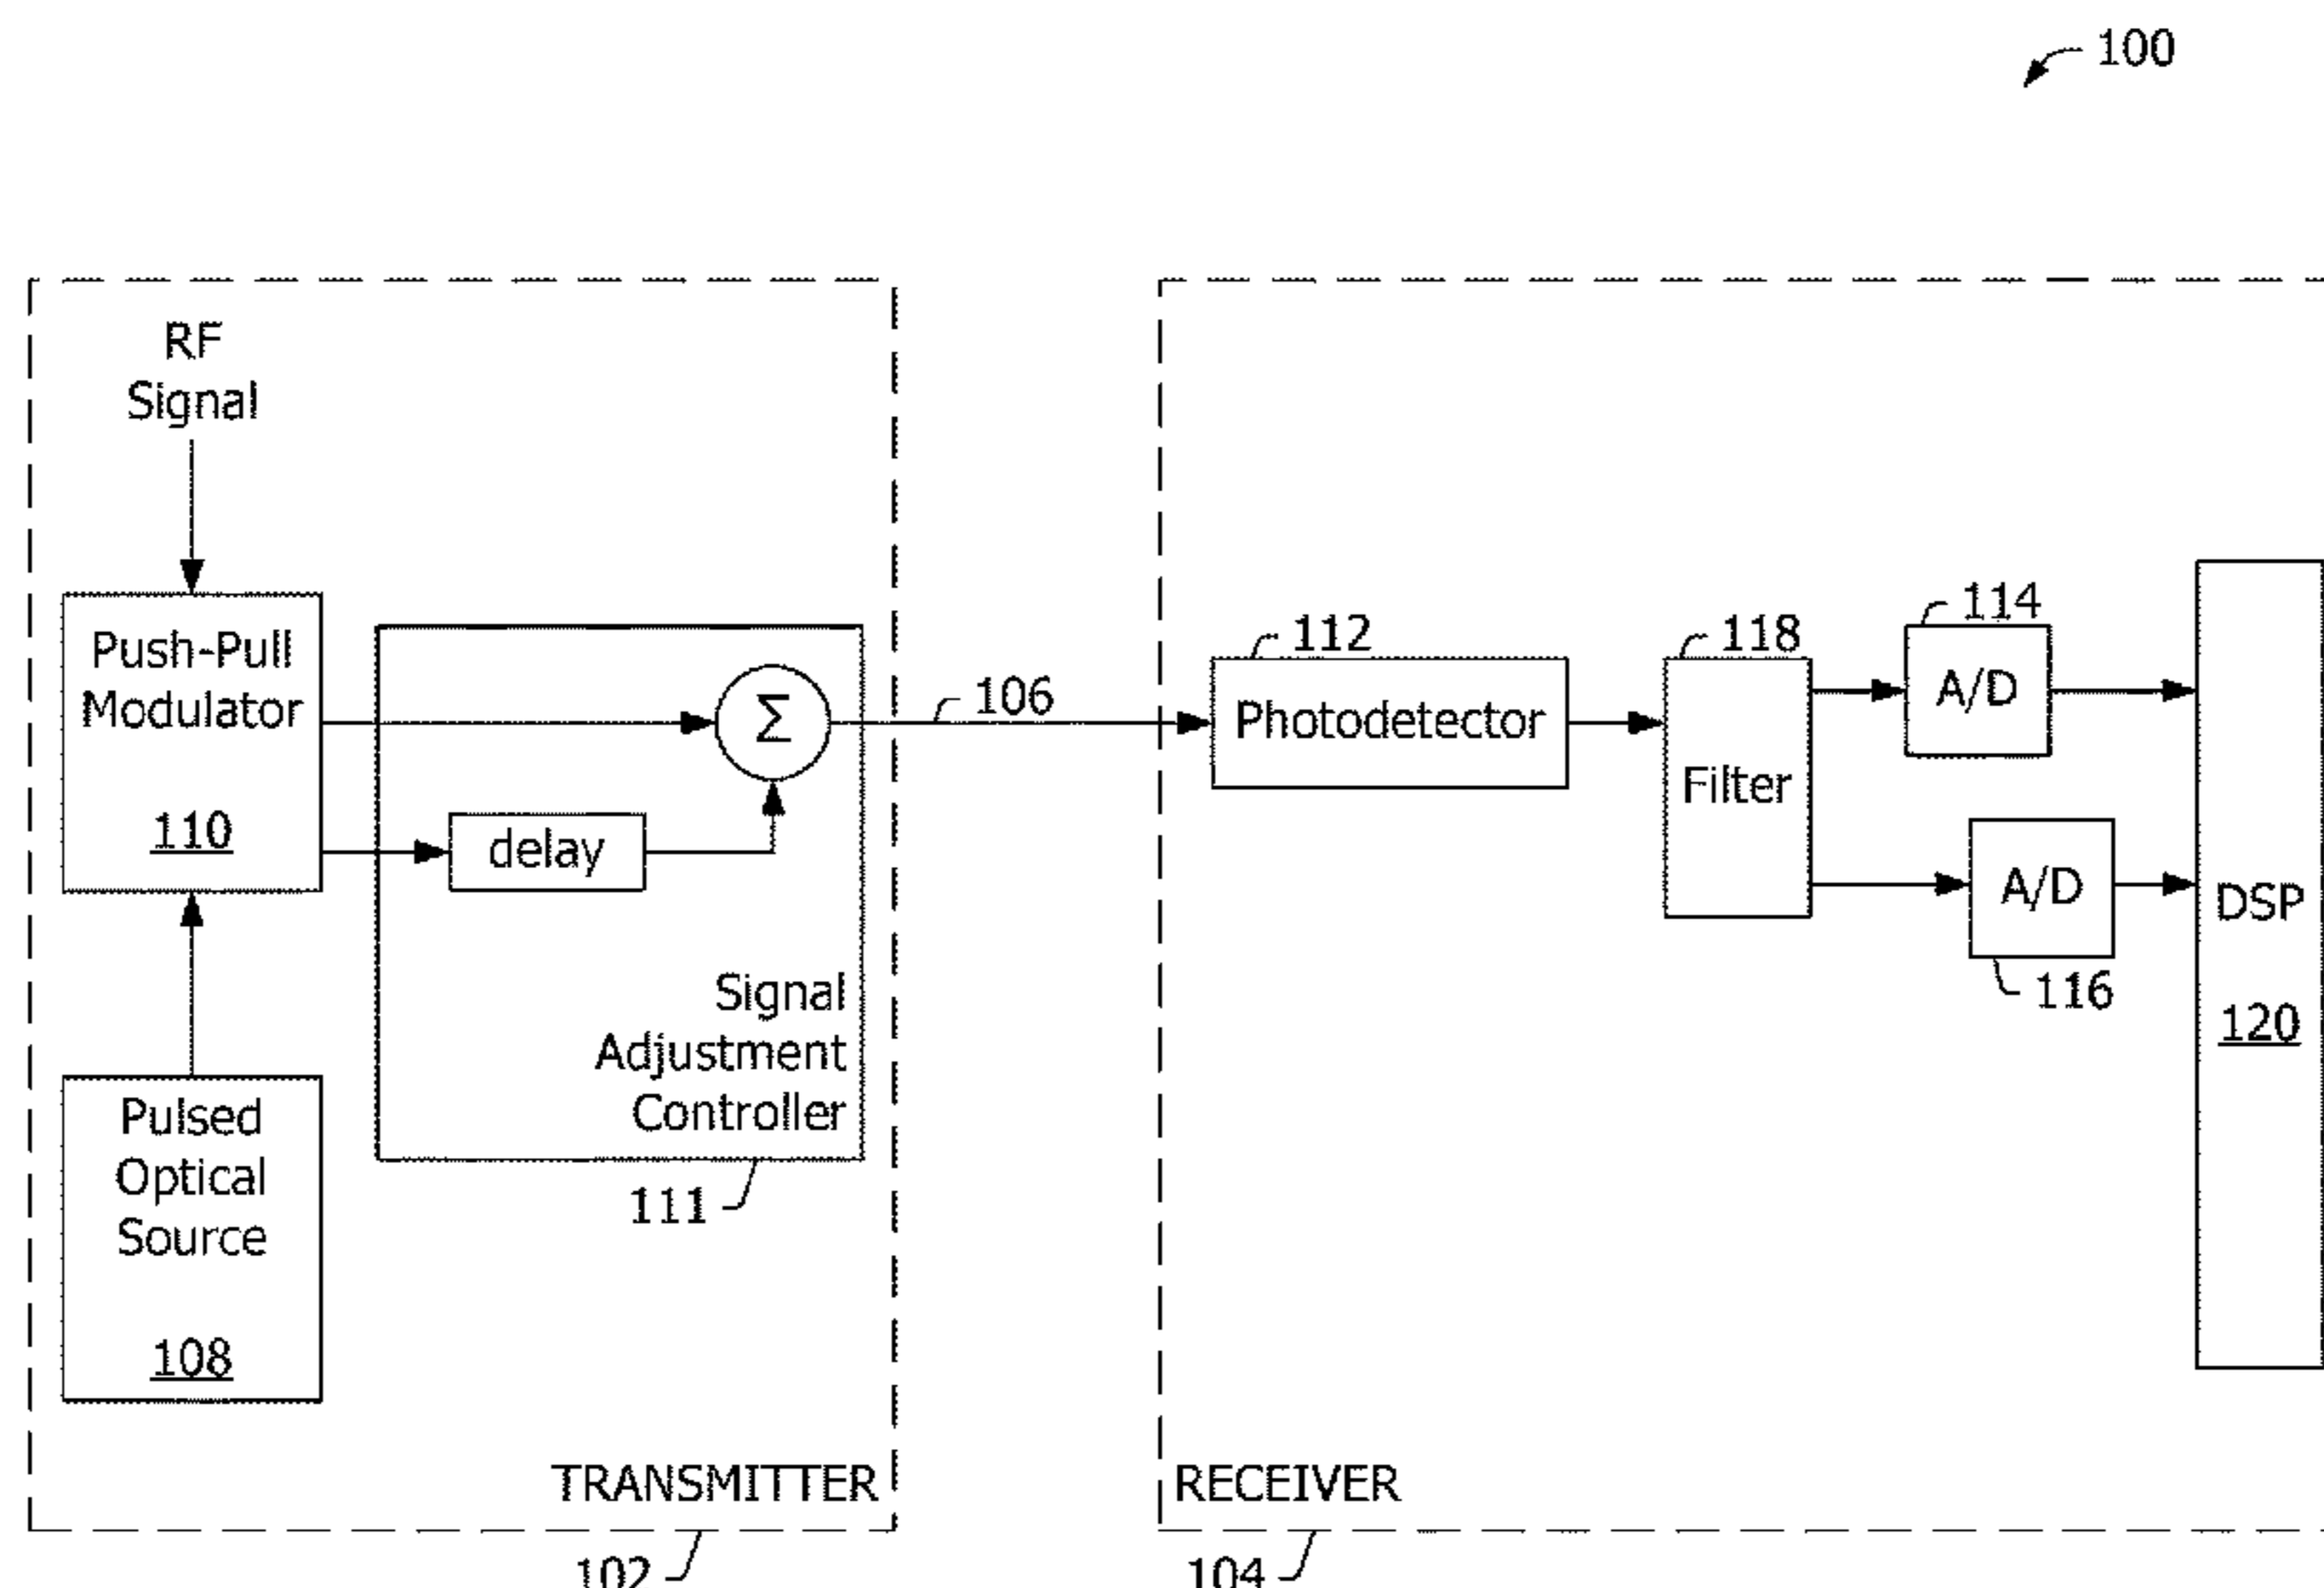 100
RF
Signal
Push-Pull
Modulator
110
Σ
delay
Signal
Adjustment
Controller
111
Pulsed
Optical
Source
108
TRANSMITTER
102
106
112
Photodetector
118
Filter
114
A/D
A/D
116
DSP
120
RECEIVER
104